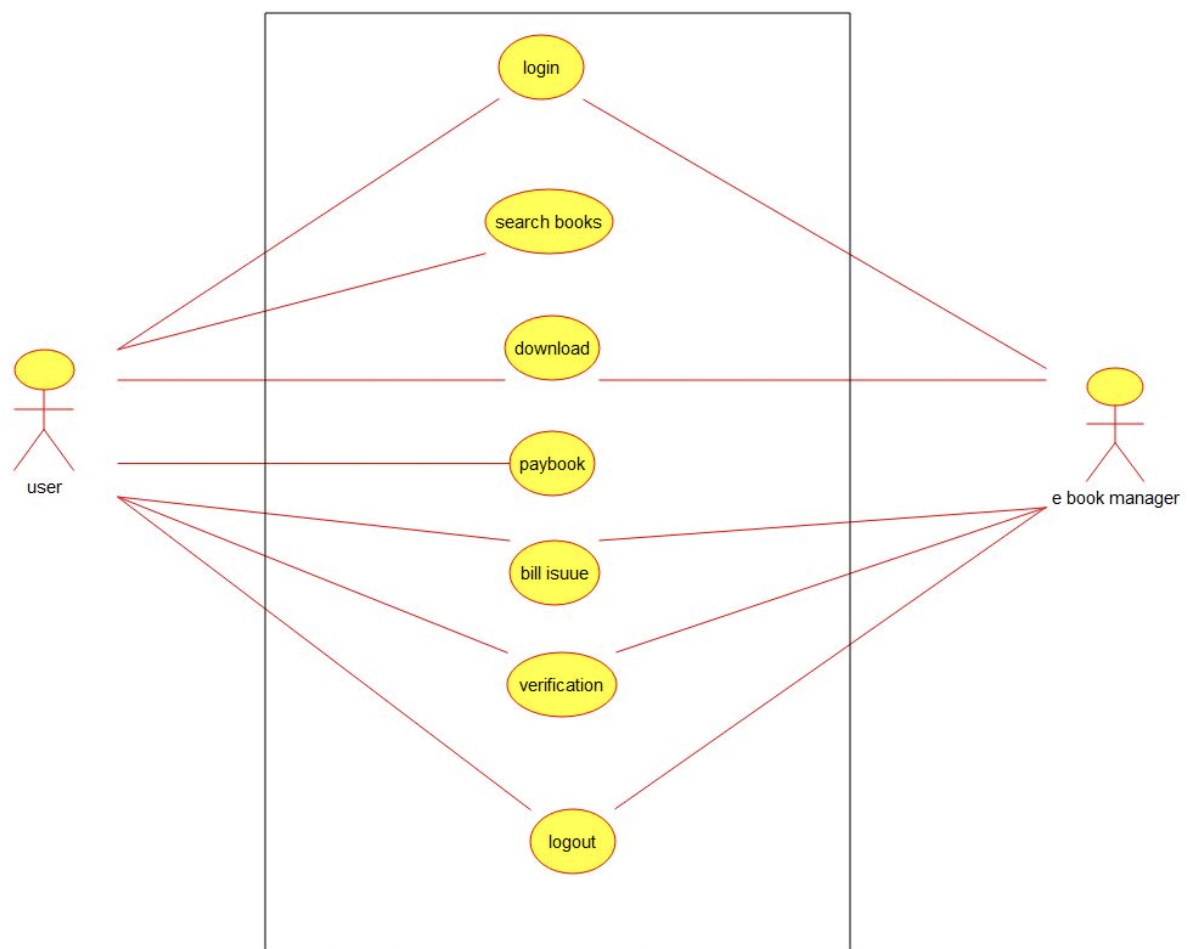 login
search books
download
paybook
user
e book manager
bill isuue
verification
logout